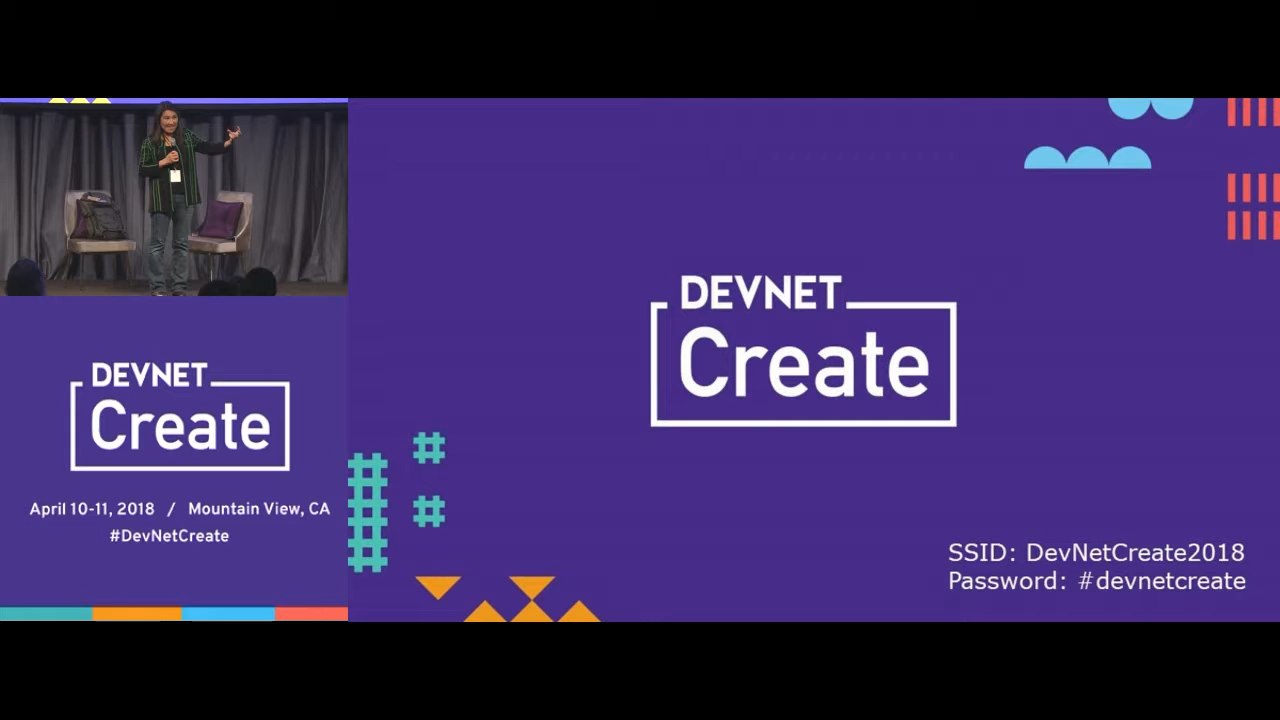 DEVNET
Create
April 10-11, 2018 / Mountain View, CA
#DevNetCreate
DEVNET
Create
SSID: DevNetCreate2018
Password: #devnetcreate